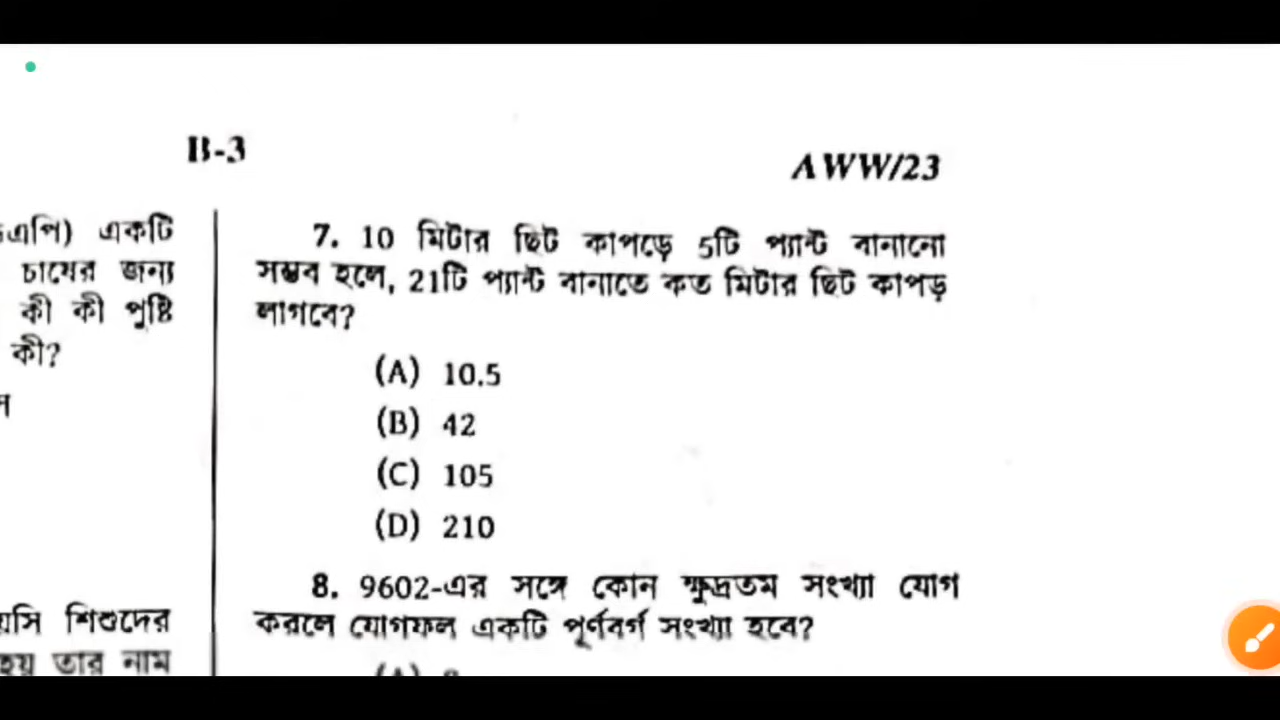 B-3
AWW/23
একটি
চাষের জন্য
কী কী পুষ্টি
কী?
7. 10 মিটার ছিট কাপড়ে 5টি প্যান্ট বানানো
সম্ভব হলে, 21টি প্যান্ট বানাতে কত মিটার ছিট কাপড়
লাগবে?
(A) 10.5
(B) 42
(C) 105
(D) 210
8. 9602-এর সঙ্গে কোন ক্ষুদ্রতম সংখ্যা যোগ
করলে যোগফল একটি পূর্ণবর্গ সংখ্যা হবে?
শিশুদের
হয় তার নাম